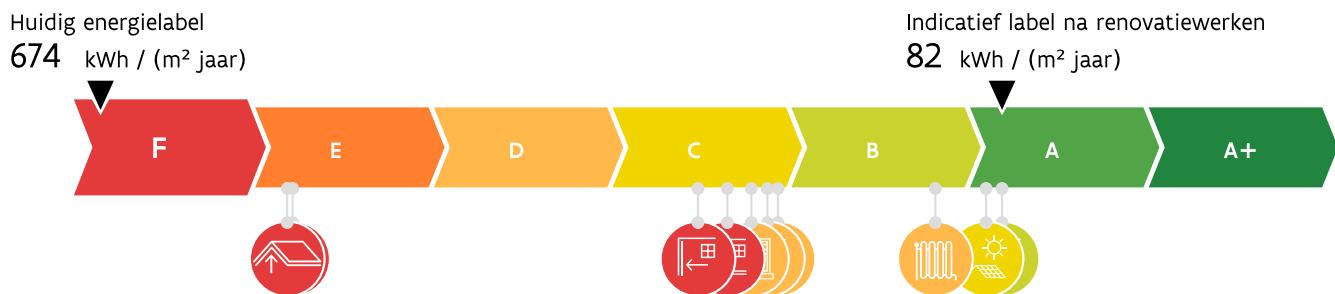 Huidig energielabel
674 kWh / (m² jaar)
Indicatief label na renovatiewerken
82 kWh / (m² jaar)
F E D C B A A+